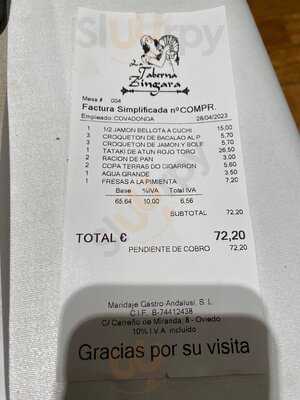 La
Taberna
Zingara
Mesa # 004
Factura Simplificada nºCOMPR.
Empleado: COVADONGA 28/04/2023
1 1/2 JAMON BELLOTA A CUCHI 15,00
3 CROQUETON DE BACALAO AL P 5,70
3 CROQUETON DE JAMON Y BOLE 5,70
1 TATAKI DE ATUN ROJO TORO 26,50
2 RACION DE PAN 3,00
2 COPA TERRAS DO CIGARRON 5,60
1 AGUA GRANDE 3,50
1 FRESAS A LA PIMIENTA 7,20
Base %IVA Total IVA
65,64 10,00 6,56
SUBTOTAL 72,20
TOTAL € 72,20
PENDIENTE DE COBRO 72,20
Maridaje Gastro Andalusi, S. L.
C.I.F. B-74412438
C/ Carreño de Miranda, 8 - Oviedo
10% I.V.A. incluido
Gracias por su visita